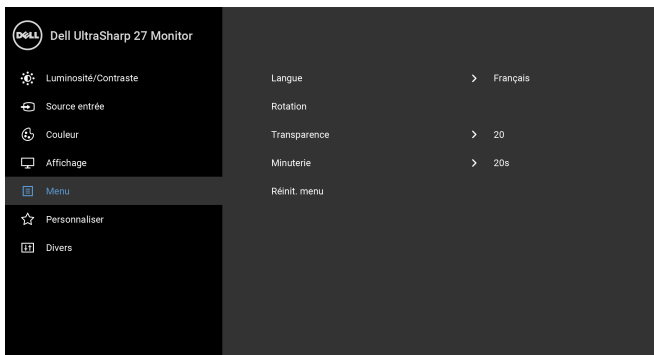 DELL Dell UltraSharp 27 Monitor
Luminosité/Contraste
Source entrée
Couleur
Affichage
Menu
Personnaliser
Divers
Langue > Français
Rotation
Transparence > 20
Minuterie > 20s
Réinit. menu